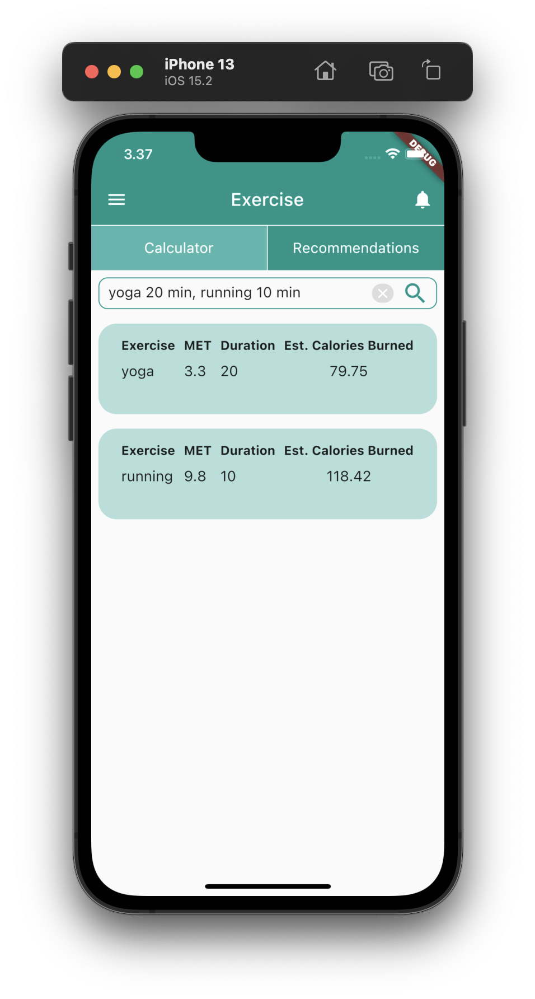 iPhone 13
iOS 15.2
3.37
DEBUG
Exercise
Calculator Recommendations
yoga 20 min, running 10 min
Exercise MET Duration Est. Calories Burned
yoga 3.3 20 79.75
Exercise MET Duration Est. Calories Burned
running 9.8 10 118.42